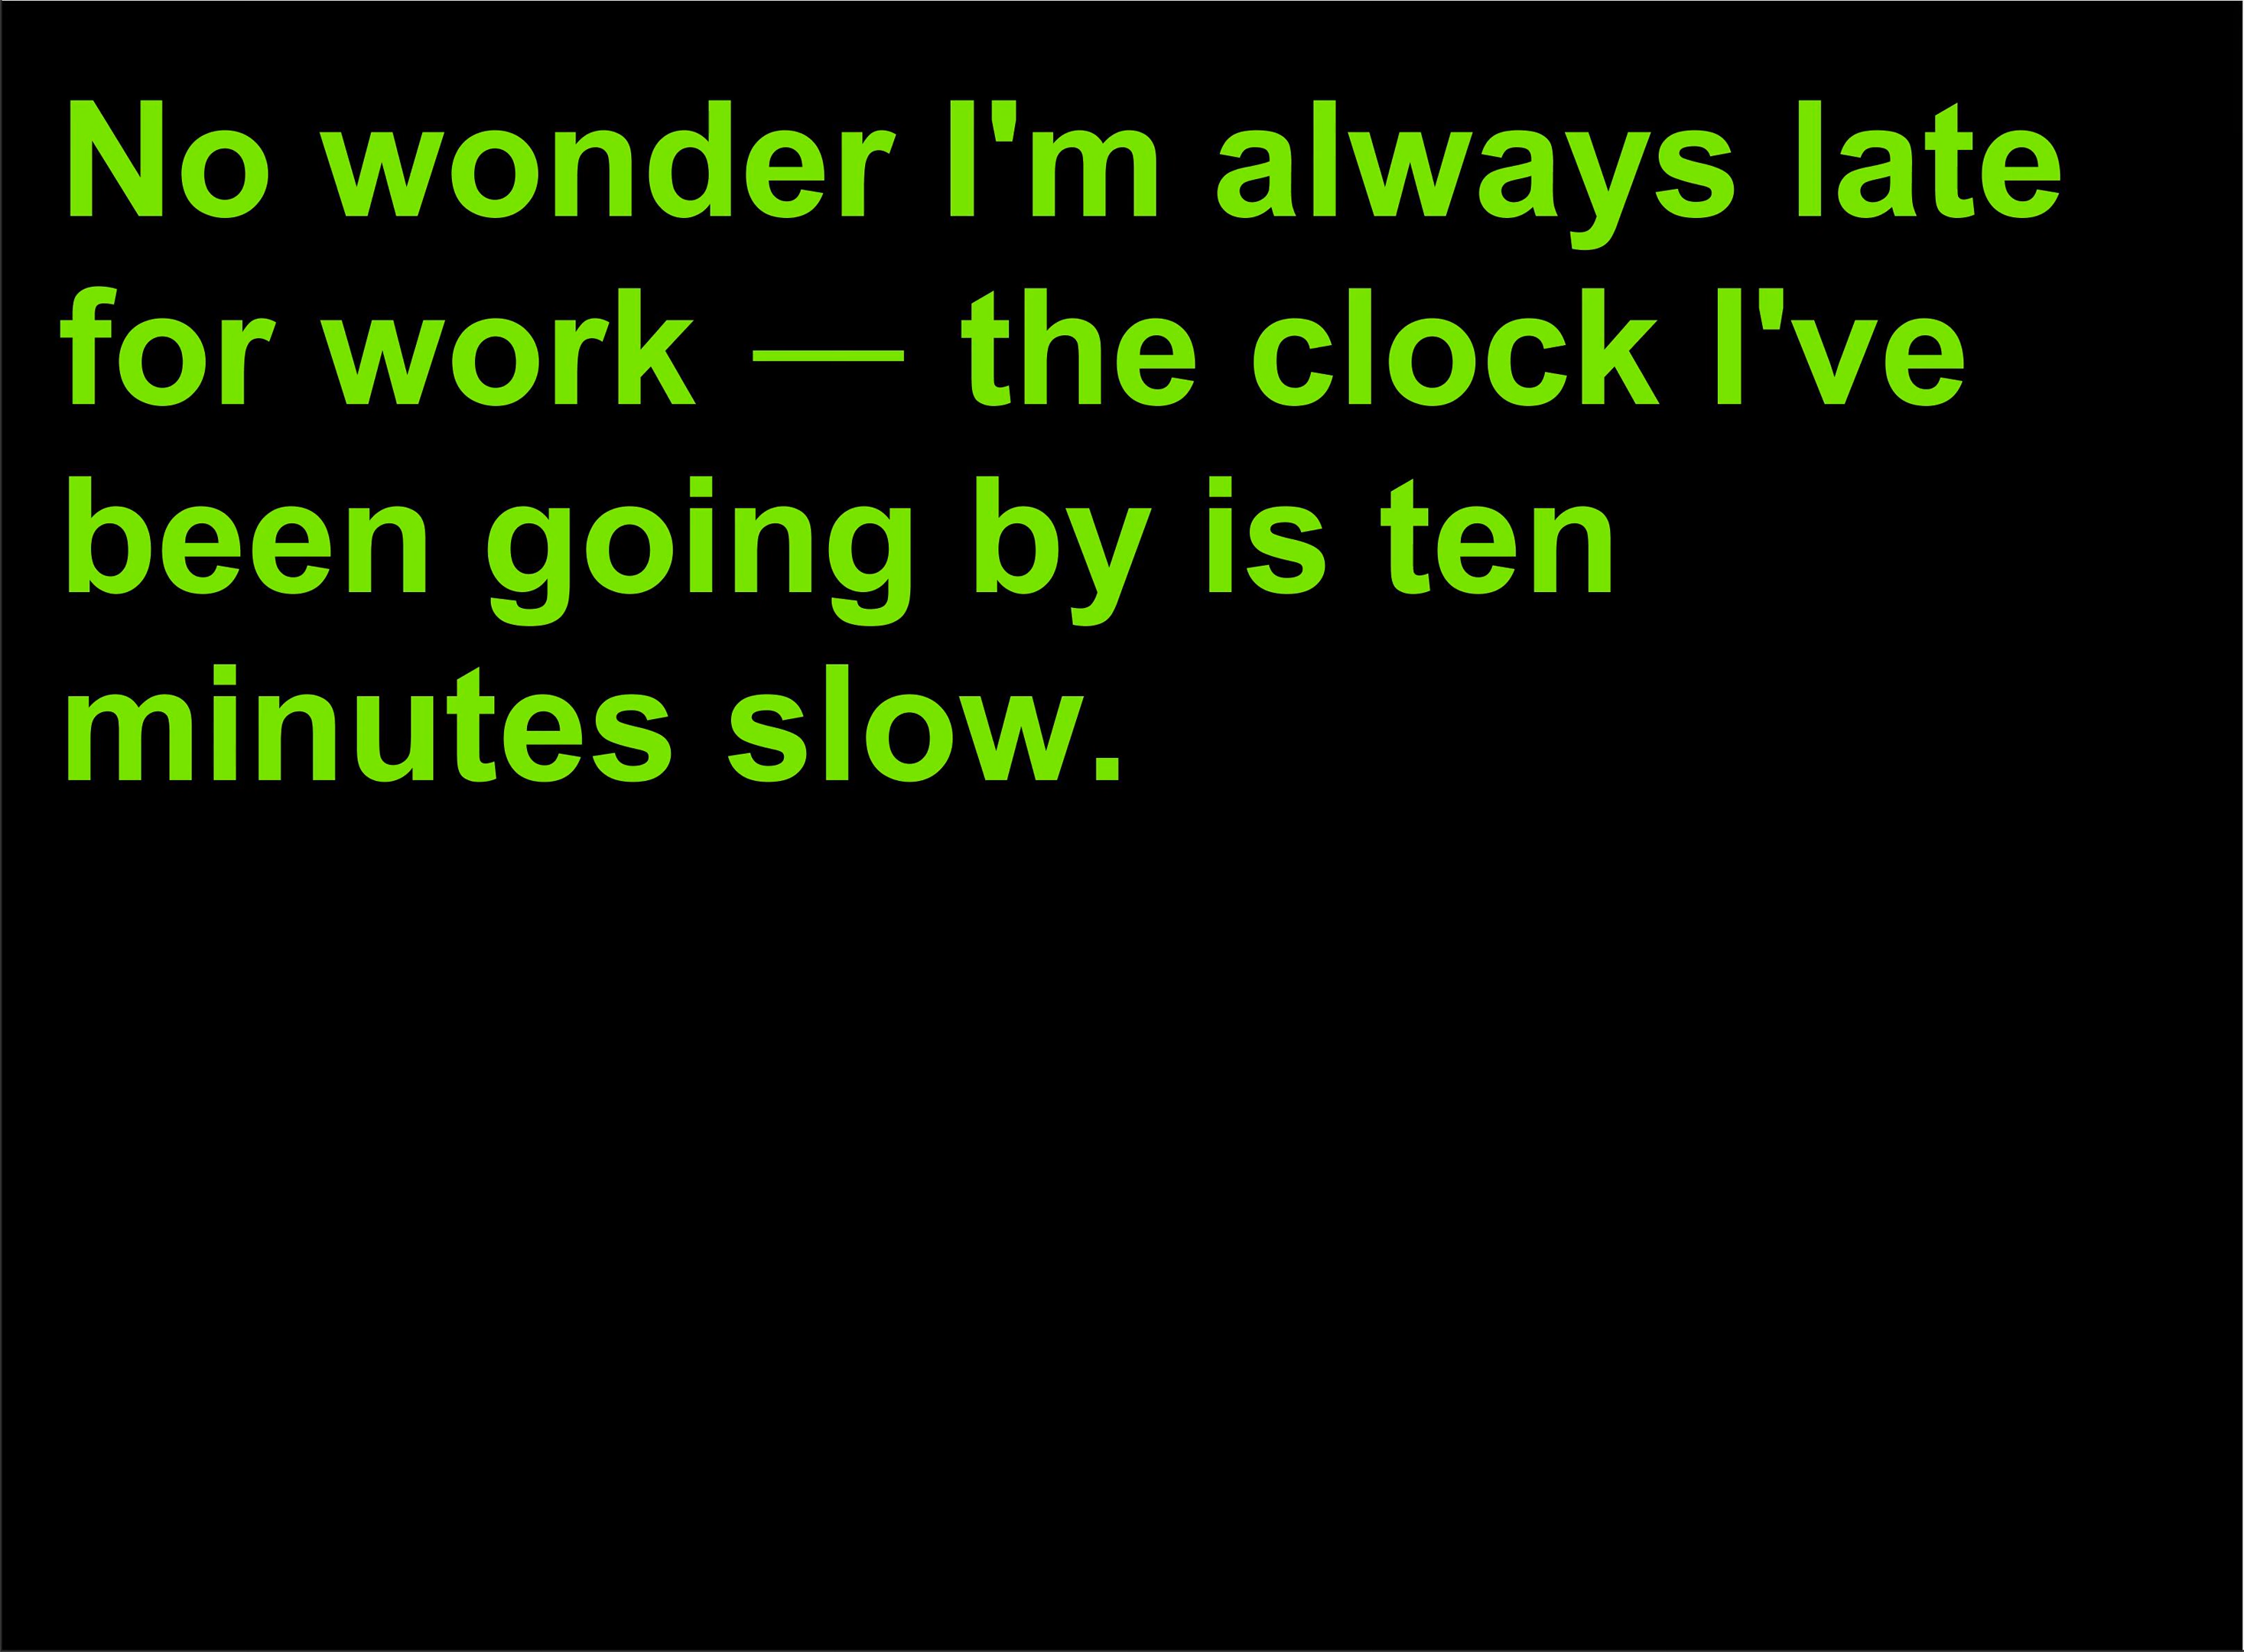 No wonder I'm always late
for work — the clock I've
been going by is ten
minutes slow.